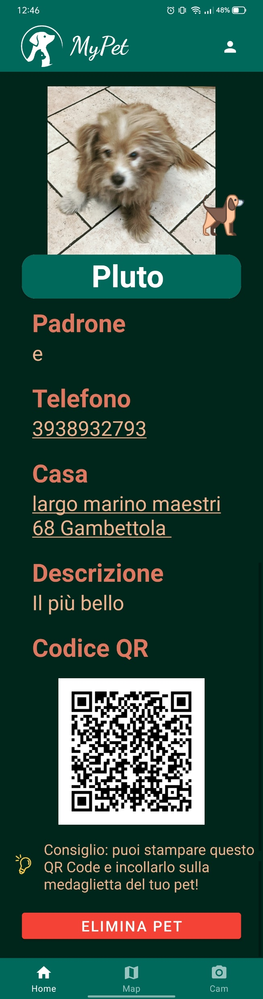 12:46
48%
MyPet
Pluto
Padrone
e
Telefono
3938932793
Casa
largo marino maestri
68 Gambettola
Descrizione
Il più bello
Codice QR
Consiglio: puoi stampare questo
QR Code e incollarlo sulla
medaglietta del tuo pet!
ELIMINA PET
Home
Map
Cam